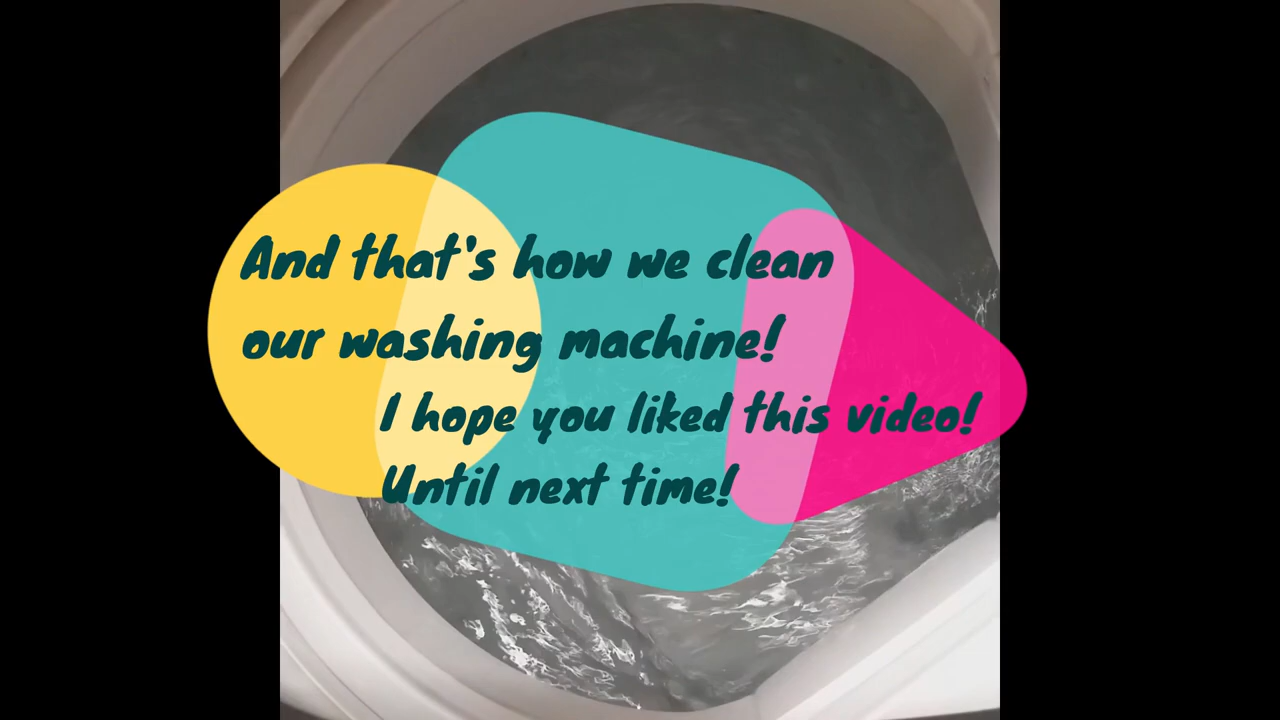 And that's how we clean
our washing machine!
I hope you liked this video!
Until next time!